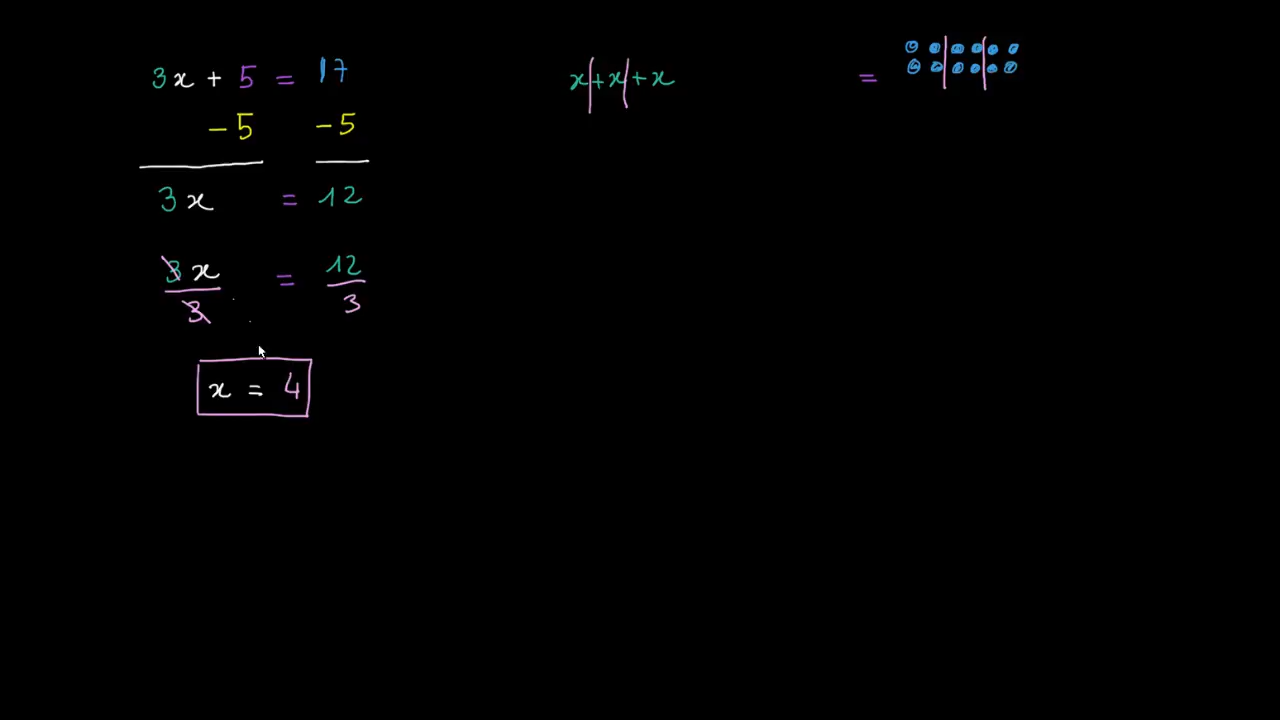 3x + 5 = 17
x + x + x =
- 5 - 5
3x = 12
3x = 12
3 3
x = 4